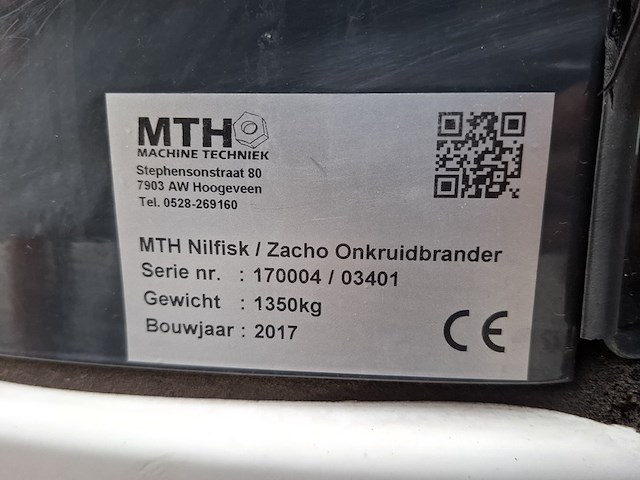 MTH
MACHINE TECHNIEK
Stephensonstraat 80
7903 AW Hoogeveen
Tel. 0528-269160
MTH Nilfisk / Zacho Onkruidbrander
Serie nr. : 170004 / 03401
Gewicht : 1350kg
Bouwjaar : 2017
CE